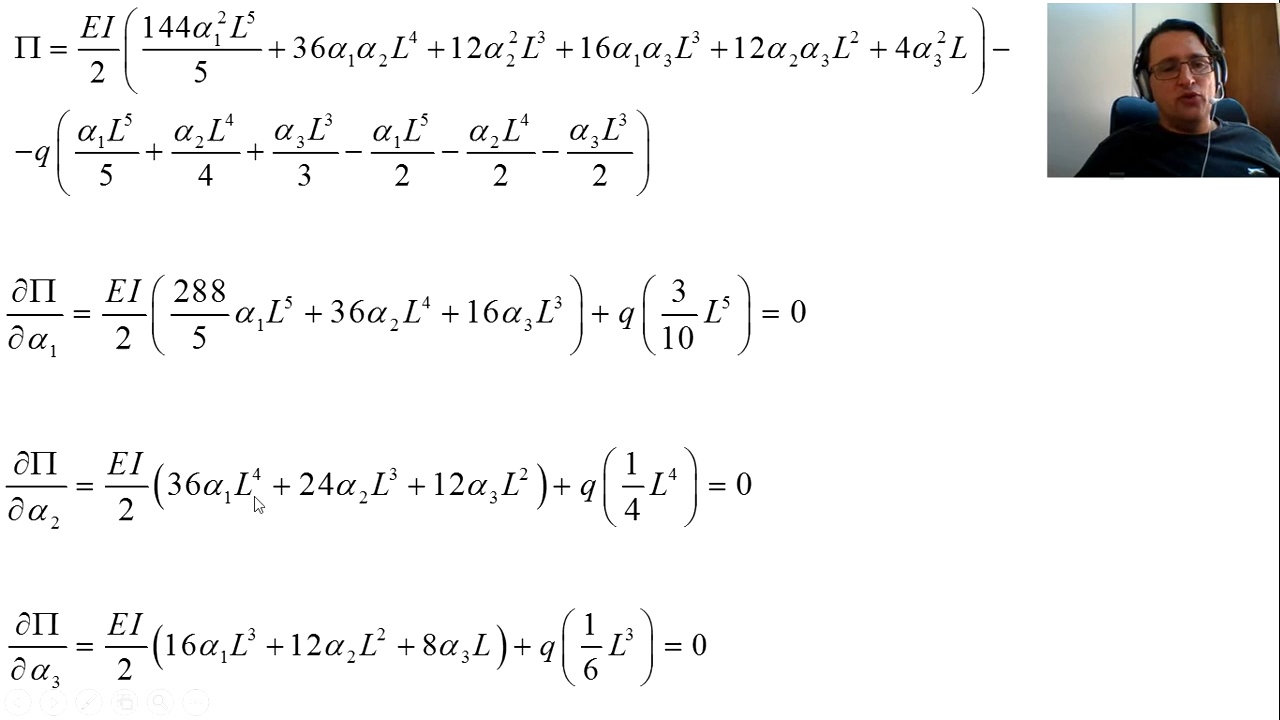 Π = EI/2 (144α₁²L⁵/5 + 36α₁α₂L⁴ + 12α₂²L³ + 16α₁α₃L³ + 12α₂α₃L² + 4α₃²L) −
−q (α₁L⁵/5 + α₂L⁴/4 + α₃L³/3 − α₁L⁵/2 − α₂L⁴/2 − α₃L³/2)
∂Π/∂α₁ = EI/2 (288/5 α₁L⁵ + 36α₂L⁴ + 16α₃L³) + q (3/10 L⁵) = 0
∂Π/∂α₂ = EI/2 (36α₁L⁴ + 24α₂L³ + 12α₃L²) + q (1/4 L⁴) = 0
∂Π/∂α₃ = EI/2 (16α₁L³ + 12α₂L² + 8α₃L) + q (1/6 L³) = 0